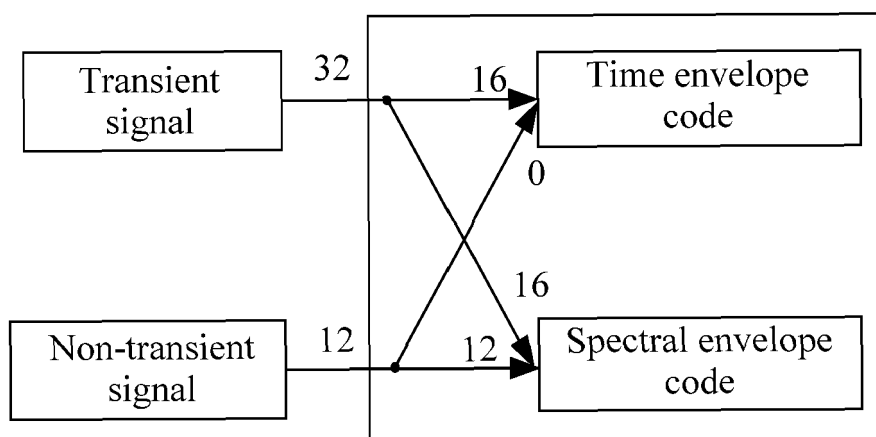 Transient
signal
32
16
Time envelope
code
0
16
Non-transient
signal
12
12
Spectral envelope
code